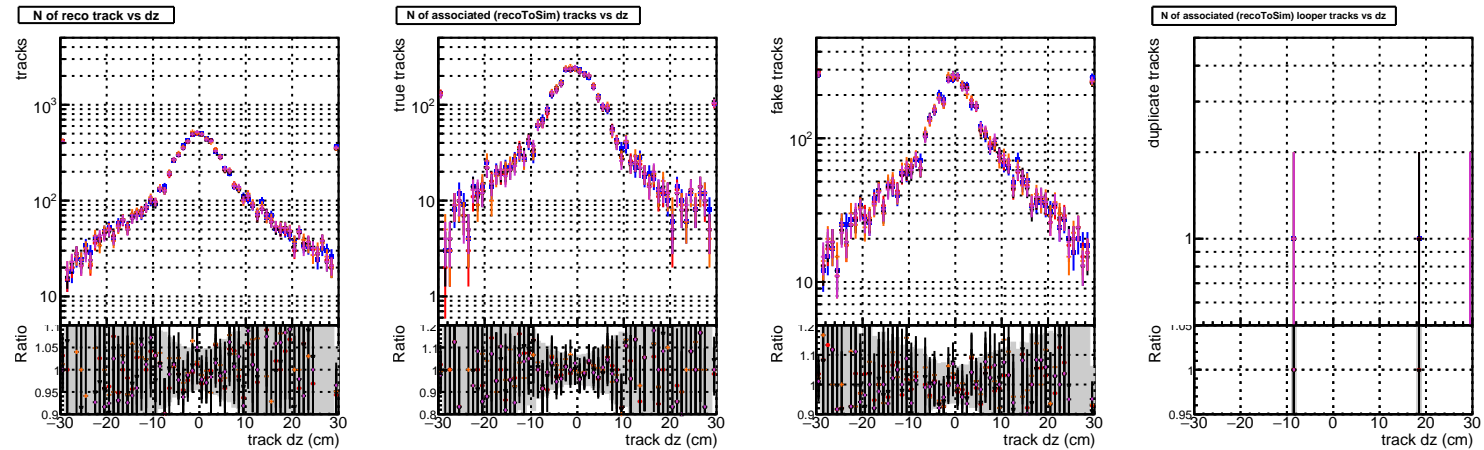 N of reco track vs dz
tracks
10³
10²
10
Ratio
1.1
1.05
1
0.95
0.9
−30 −20 −10 0 10 20 30
track dz (cm)
N of associated (recoToSim) tracks vs dz
true tracks
10²
10
1
Ratio
1.2
1.1
1
0.9
0.8
−30 −20 −10 0 10 20 30
track dz (cm)
fake tracks
10²
10
Ratio
1.2
1.1
1
0.9
−30 −20 −10 0 10 20 30
track dz (cm)
N of associated (recoToSim) looper tracks vs dz
duplicate tracks
1
Ratio
1.05
1
0.95
−30 −20 −10 0 10 20 30
track dz (cm)